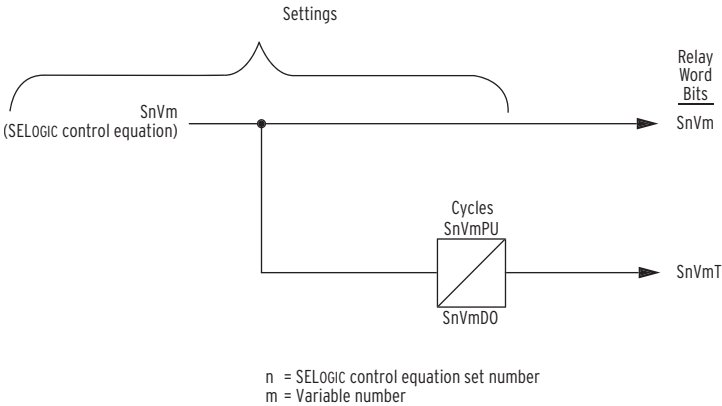 Settings
Relay
Word
Bits
SnVm
(SELOGIC control equation)
SnVm
Cycles
SnVmPU
SnVmT
SnVmDO
n = SELOGIC control equation set number
m = Variable number